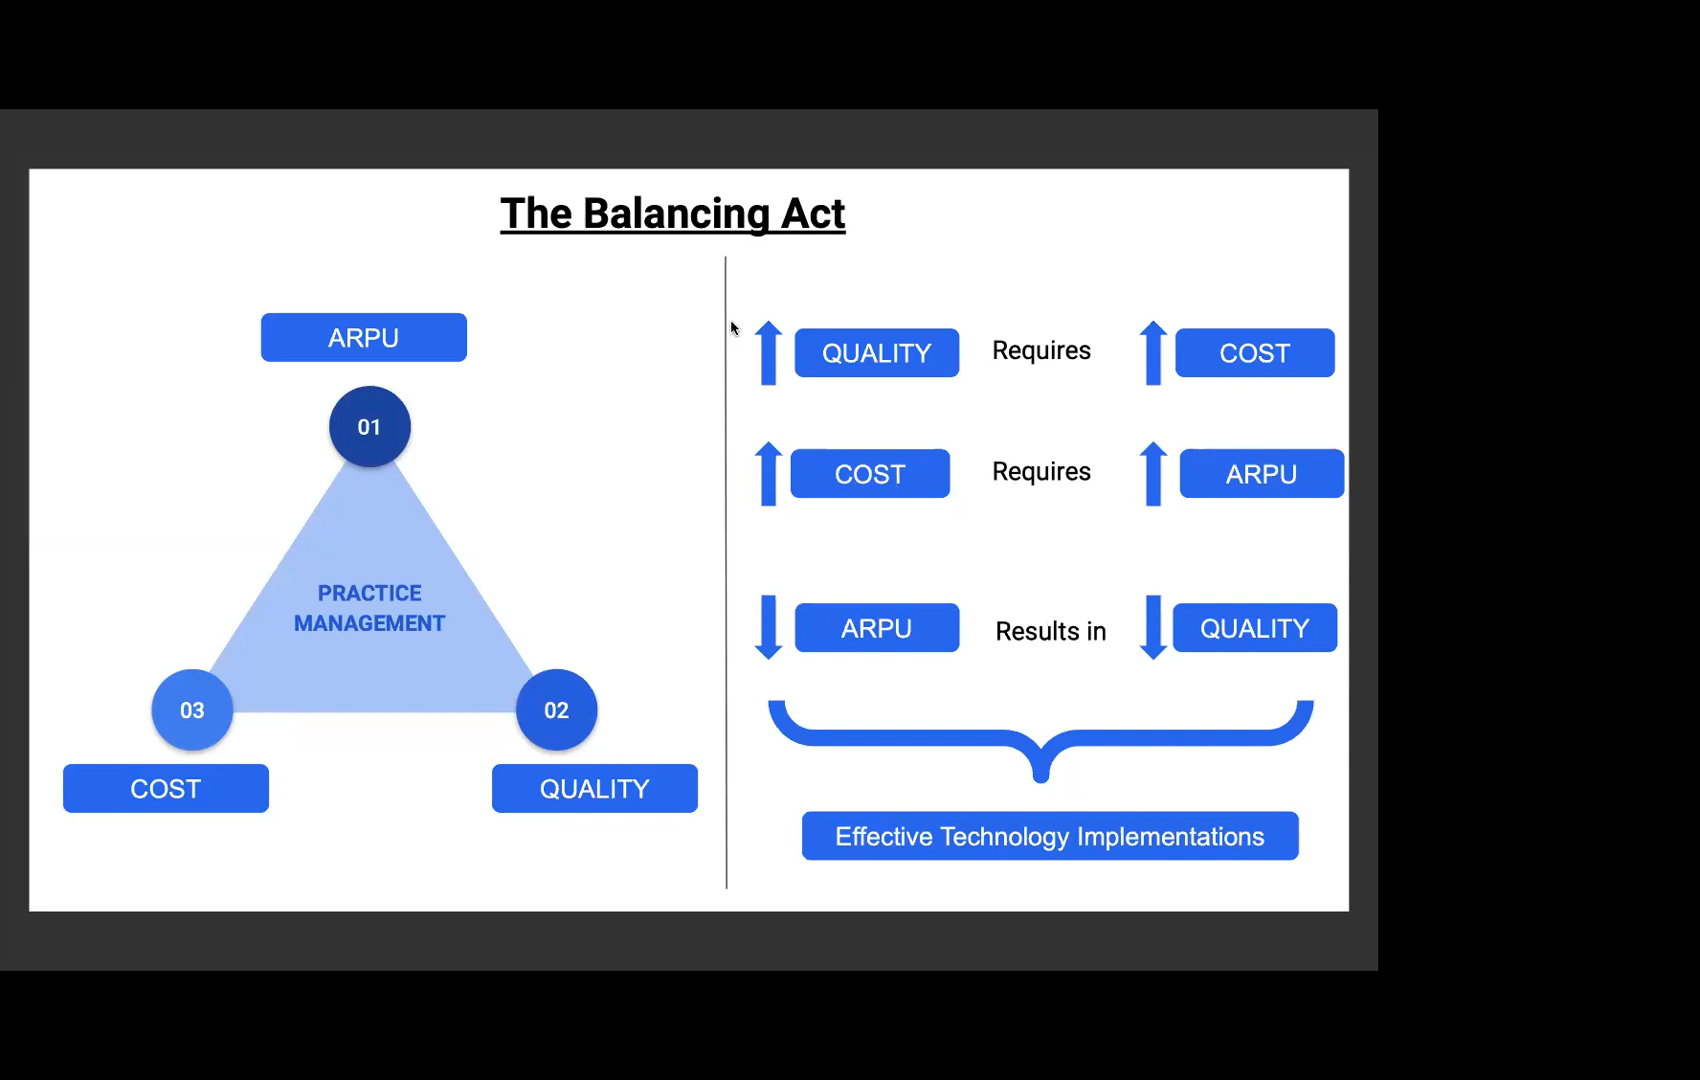 The Balancing Act
ARPU
01
PRACTICE
MANAGEMENT
03
02
COST
QUALITY
QUALITY Requires COST
COST Requires ARPU
ARPU Results in QUALITY
Effective Technology Implementations